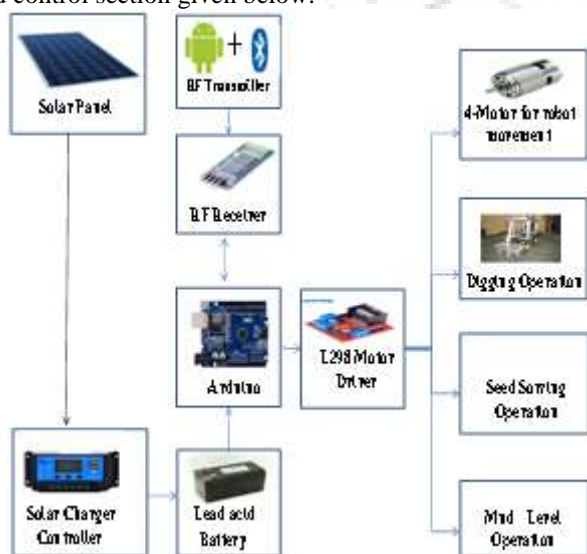 d control section given below:
+
RF Transmitter
Solar Panel
4-Motor for robot
movement
RF Receiver
Digging Operation
Arduino
L298 Motor
Driver
Seed Sowing
Operation
Solar Charger
Controller
Lead acid
Battery
Mud Level
Operation